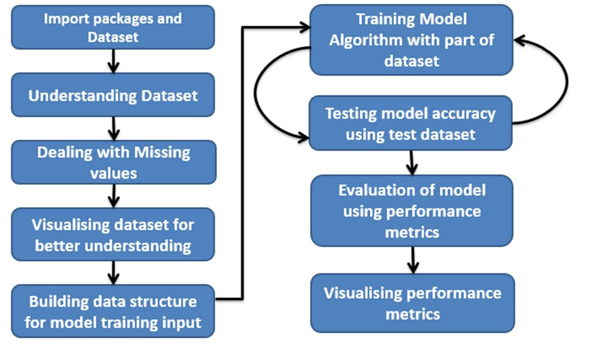 Import packages and
Dataset
Understanding Dataset
Dealing with Missing
values
Visualising dataset for
better understanding
Building data structure
for model training input
Training Model
Algorithm with part of
dataset
Testing model accuracy
using test dataset
Evaluation of model
using performance
metrics
Visualising performance
metrics